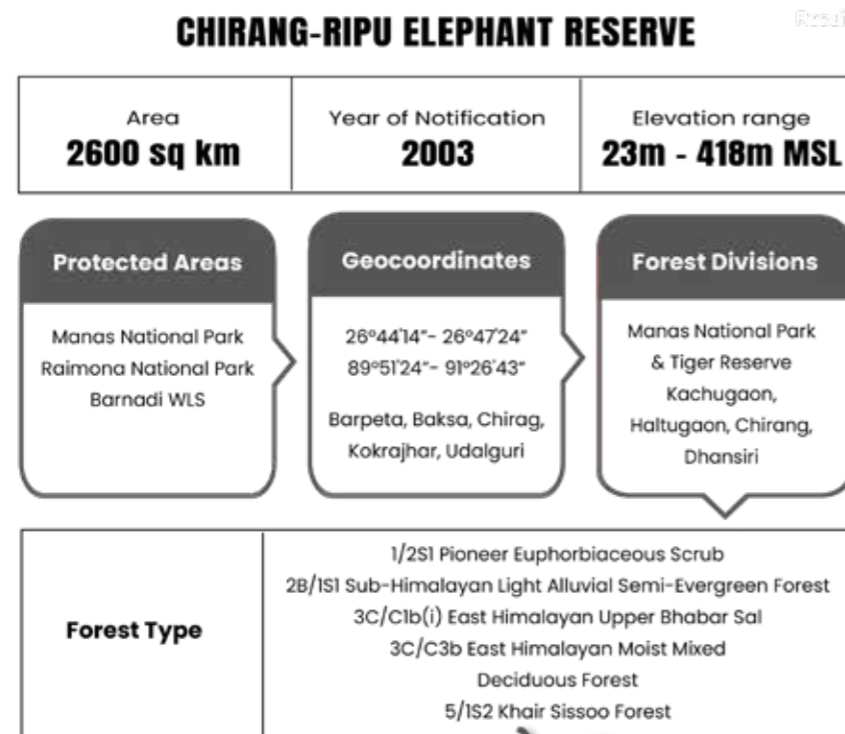 CHIRANG-RIPU ELEPHANT RESERVE
Area
2600 sq km
Year of Notification
2003
Elevation range
23m - 418m MSL
Protected Areas
Manas National Park
Raimona National Park
Barnadi WLS
Geocoordinates
26°44'14"- 26°47'24"
89°51'24"- 91°26'43"
Barpeta, Baksa, Chirag,
Kokrajhar, Udalguri
Forest Divisions
Manas National Park
& Tiger Reserve
Kachugaon,
Haltugaon, Chirang,
Dhansiri
Forest Type
1/2S1 Pioneer Euphorbiaceous Scrub
2B/1S1 Sub-Himalayan Light Alluvial Semi-Evergreen Forest
3C/C1b(i) East Himalayan Upper Bhabar Sal
3C/C3b East Himalayan Moist Mixed
Deciduous Forest
5/1S2 Khair Sissoo Forest